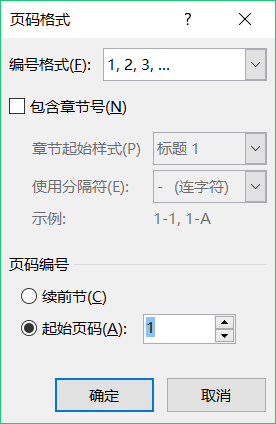 页码格式 ?
编号格式(F): 1, 2, 3, ...
包含章节号(N)
章节起始样式(P) 标题 1
使用分隔符(E): - (连字符)
示例: 1-1, 1-A
页码编号
续前节(C)
起始页码(A): 1
确定 取消